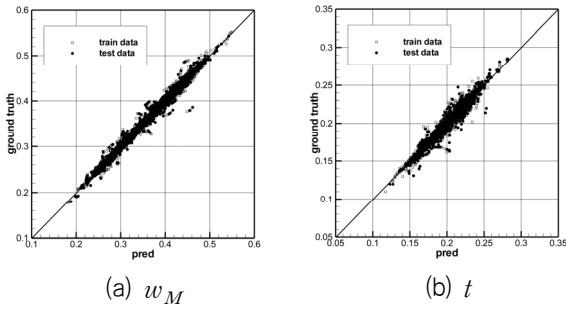 0.6
train data
test data
0.5
0.4
ground truth
0.3
0.2
0.1
0.1 0.2 0.3 0.4 0.5 0.6
pred
(a) w_M
0.35
train data
test data
0.3
0.25
ground truth
0.2
0.15
0.1
0.05
0.05 0.1 0.15 0.2 0.25 0.3 0.35
pred
(b) t